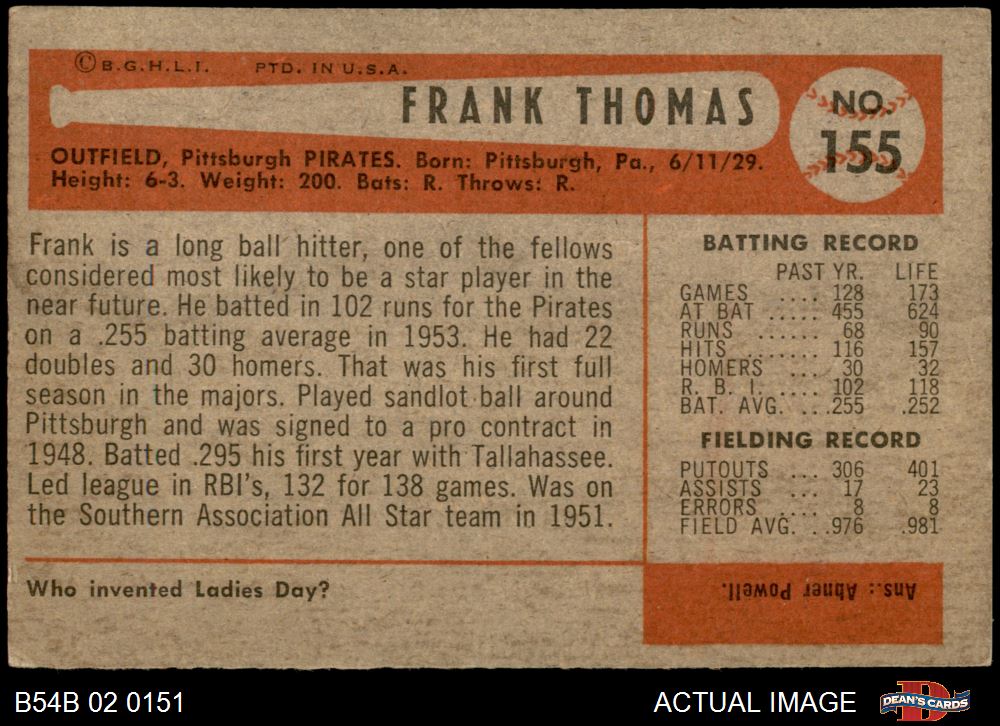 © B.G.H.L.I. PTD. IN U.S.A.
FRANK THOMAS
NO.
155
OUTFIELD, Pittsburgh PIRATES. Born: Pittsburgh, Pa., 6/11/29.
Height: 6-3. Weight: 200. Bats: R. Throws: R.
Frank is a long ball hitter, one of the fellows
considered most likely to be a star player in the
near future. He batted in 102 runs for the Pirates
on a .255 batting average in 1953. He had 22
doubles and 30 homers. That was his first full
season in the majors. Played sandlot ball around
Pittsburgh and was signed to a pro contract in
1948. Batted .295 his first year with Tallahassee.
Led league in RBI's, 132 for 138 games. Was on
the Southern Association All Star team in 1951.
BATTING RECORD
PAST YR. LIFE
GAMES .... 128 173
AT BAT ..... 455 624
RUNS ...... 68 90
HITS ....... 116 157
HOMERS ... 30 32
R. B. I. ..... 102 118
BAT. AVG. ...255 .252
FIELDING RECORD
PUTOUTS ... 306 401
ASSISTS ... 17 23
ERRORS .... 8 8
FIELD AVG. ..976 .981
Who invented Ladies Day?
Ans.: Abner Powell.
B54B 02 0151
ACTUAL IMAGE
DEAN'S CARDS